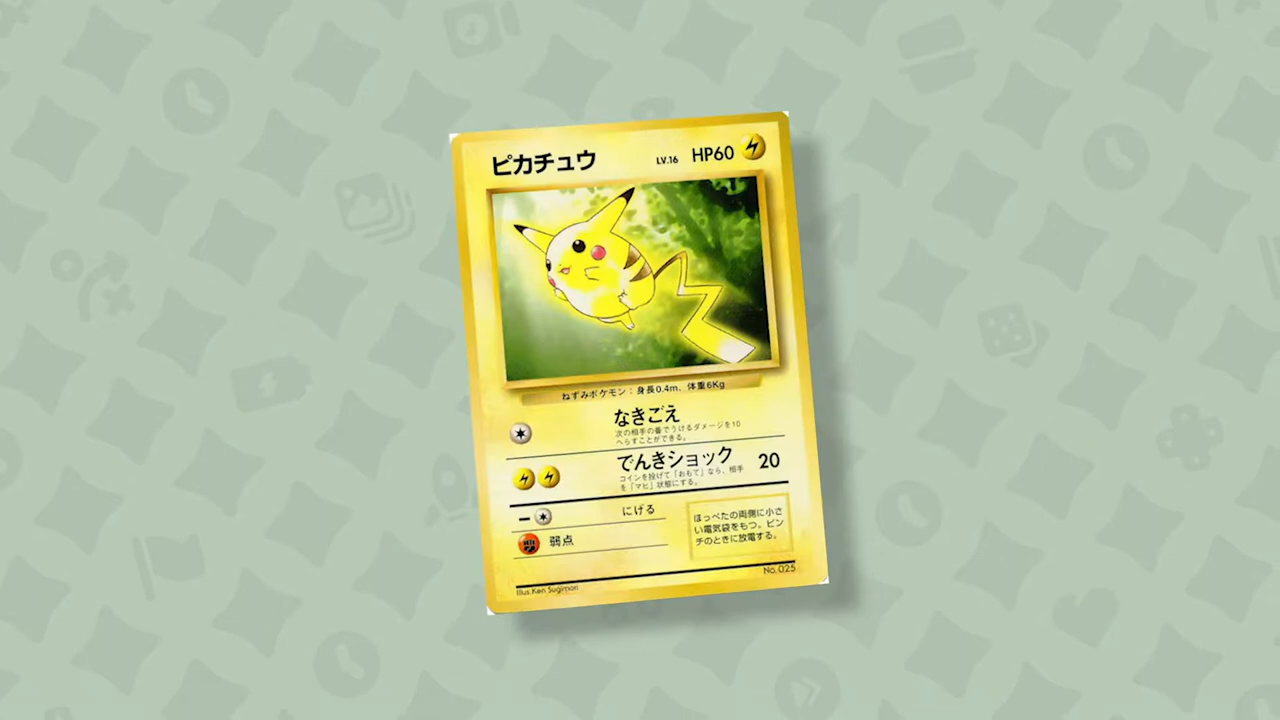 ピカチュウ LV.16 HP60
ねずみポケモン：身長0.4m、体重6Kg
なきごえ
次の相手の番でうけるダメージを10
へらすことができる。
でんきショック 20
コインを投げて「おもて」なら、相手
を「マヒ」状態にする。
− にげる
弱点
ほっぺたの両側に小さ
い電気袋をもつ。ピン
チのときに放電する。
Illus.Ken Sugimori
No.025